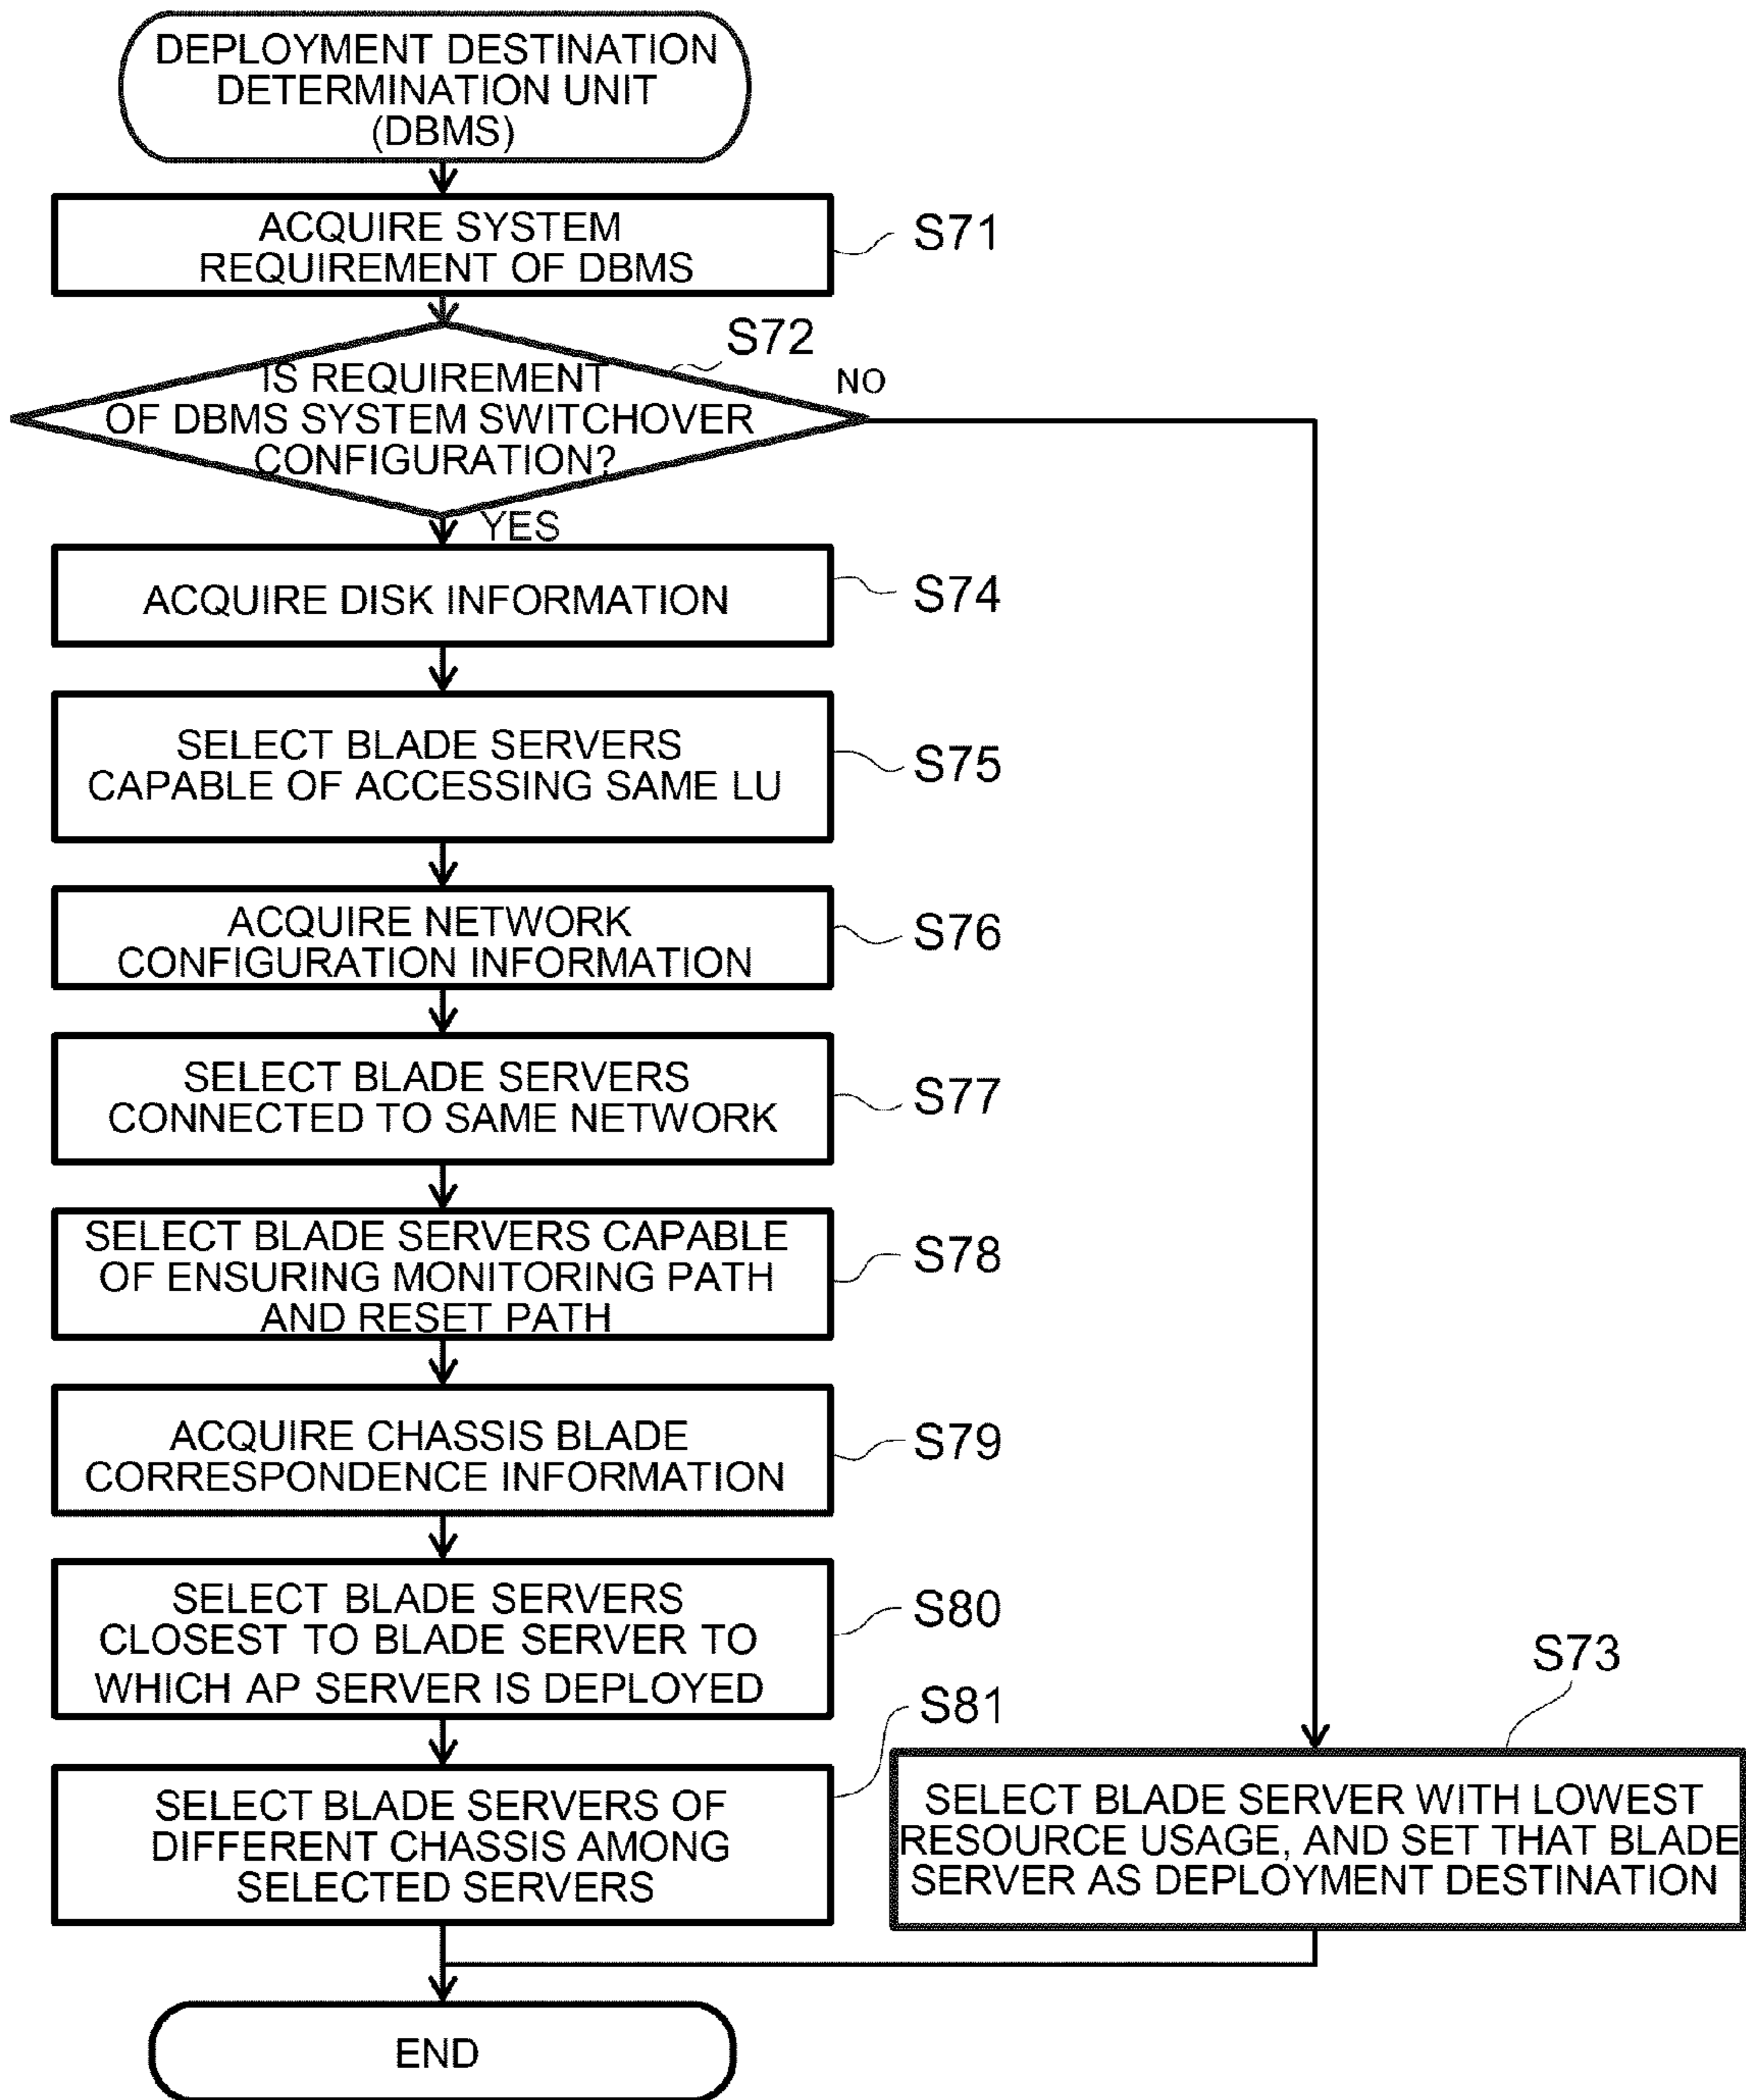 DEPLOYMENT DESTINATION
DETERMINATION UNIT
(DBMS)
ACQUIRE SYSTEM
REQUIREMENT OF DBMS
S71
S72
IS REQUIREMENT
OF DBMS SYSTEM SWITCHOVER
CONFIGURATION?
NO
YES
ACQUIRE DISK INFORMATION
S74
SELECT BLADE SERVERS
CAPABLE OF ACCESSING SAME LU
S75
ACQUIRE NETWORK
CONFIGURATION INFORMATION
S76
SELECT BLADE SERVERS
CONNECTED TO SAME NETWORK
S77
SELECT BLADE SERVERS CAPABLE
OF ENSURING MONITORING PATH
AND RESET PATH
S78
ACQUIRE CHASSIS BLADE
CORRESPONDENCE INFORMATION
S79
SELECT BLADE SERVERS
CLOSEST TO BLADE SERVER TO
WHICH AP SERVER IS DEPLOYED
S80
S81
SELECT BLADE SERVERS OF
DIFFERENT CHASSIS AMONG
SELECTED SERVERS
S73
SELECT BLADE SERVER WITH LOWEST
RESOURCE USAGE, AND SET THAT BLADE
SERVER AS DEPLOYMENT DESTINATION
END